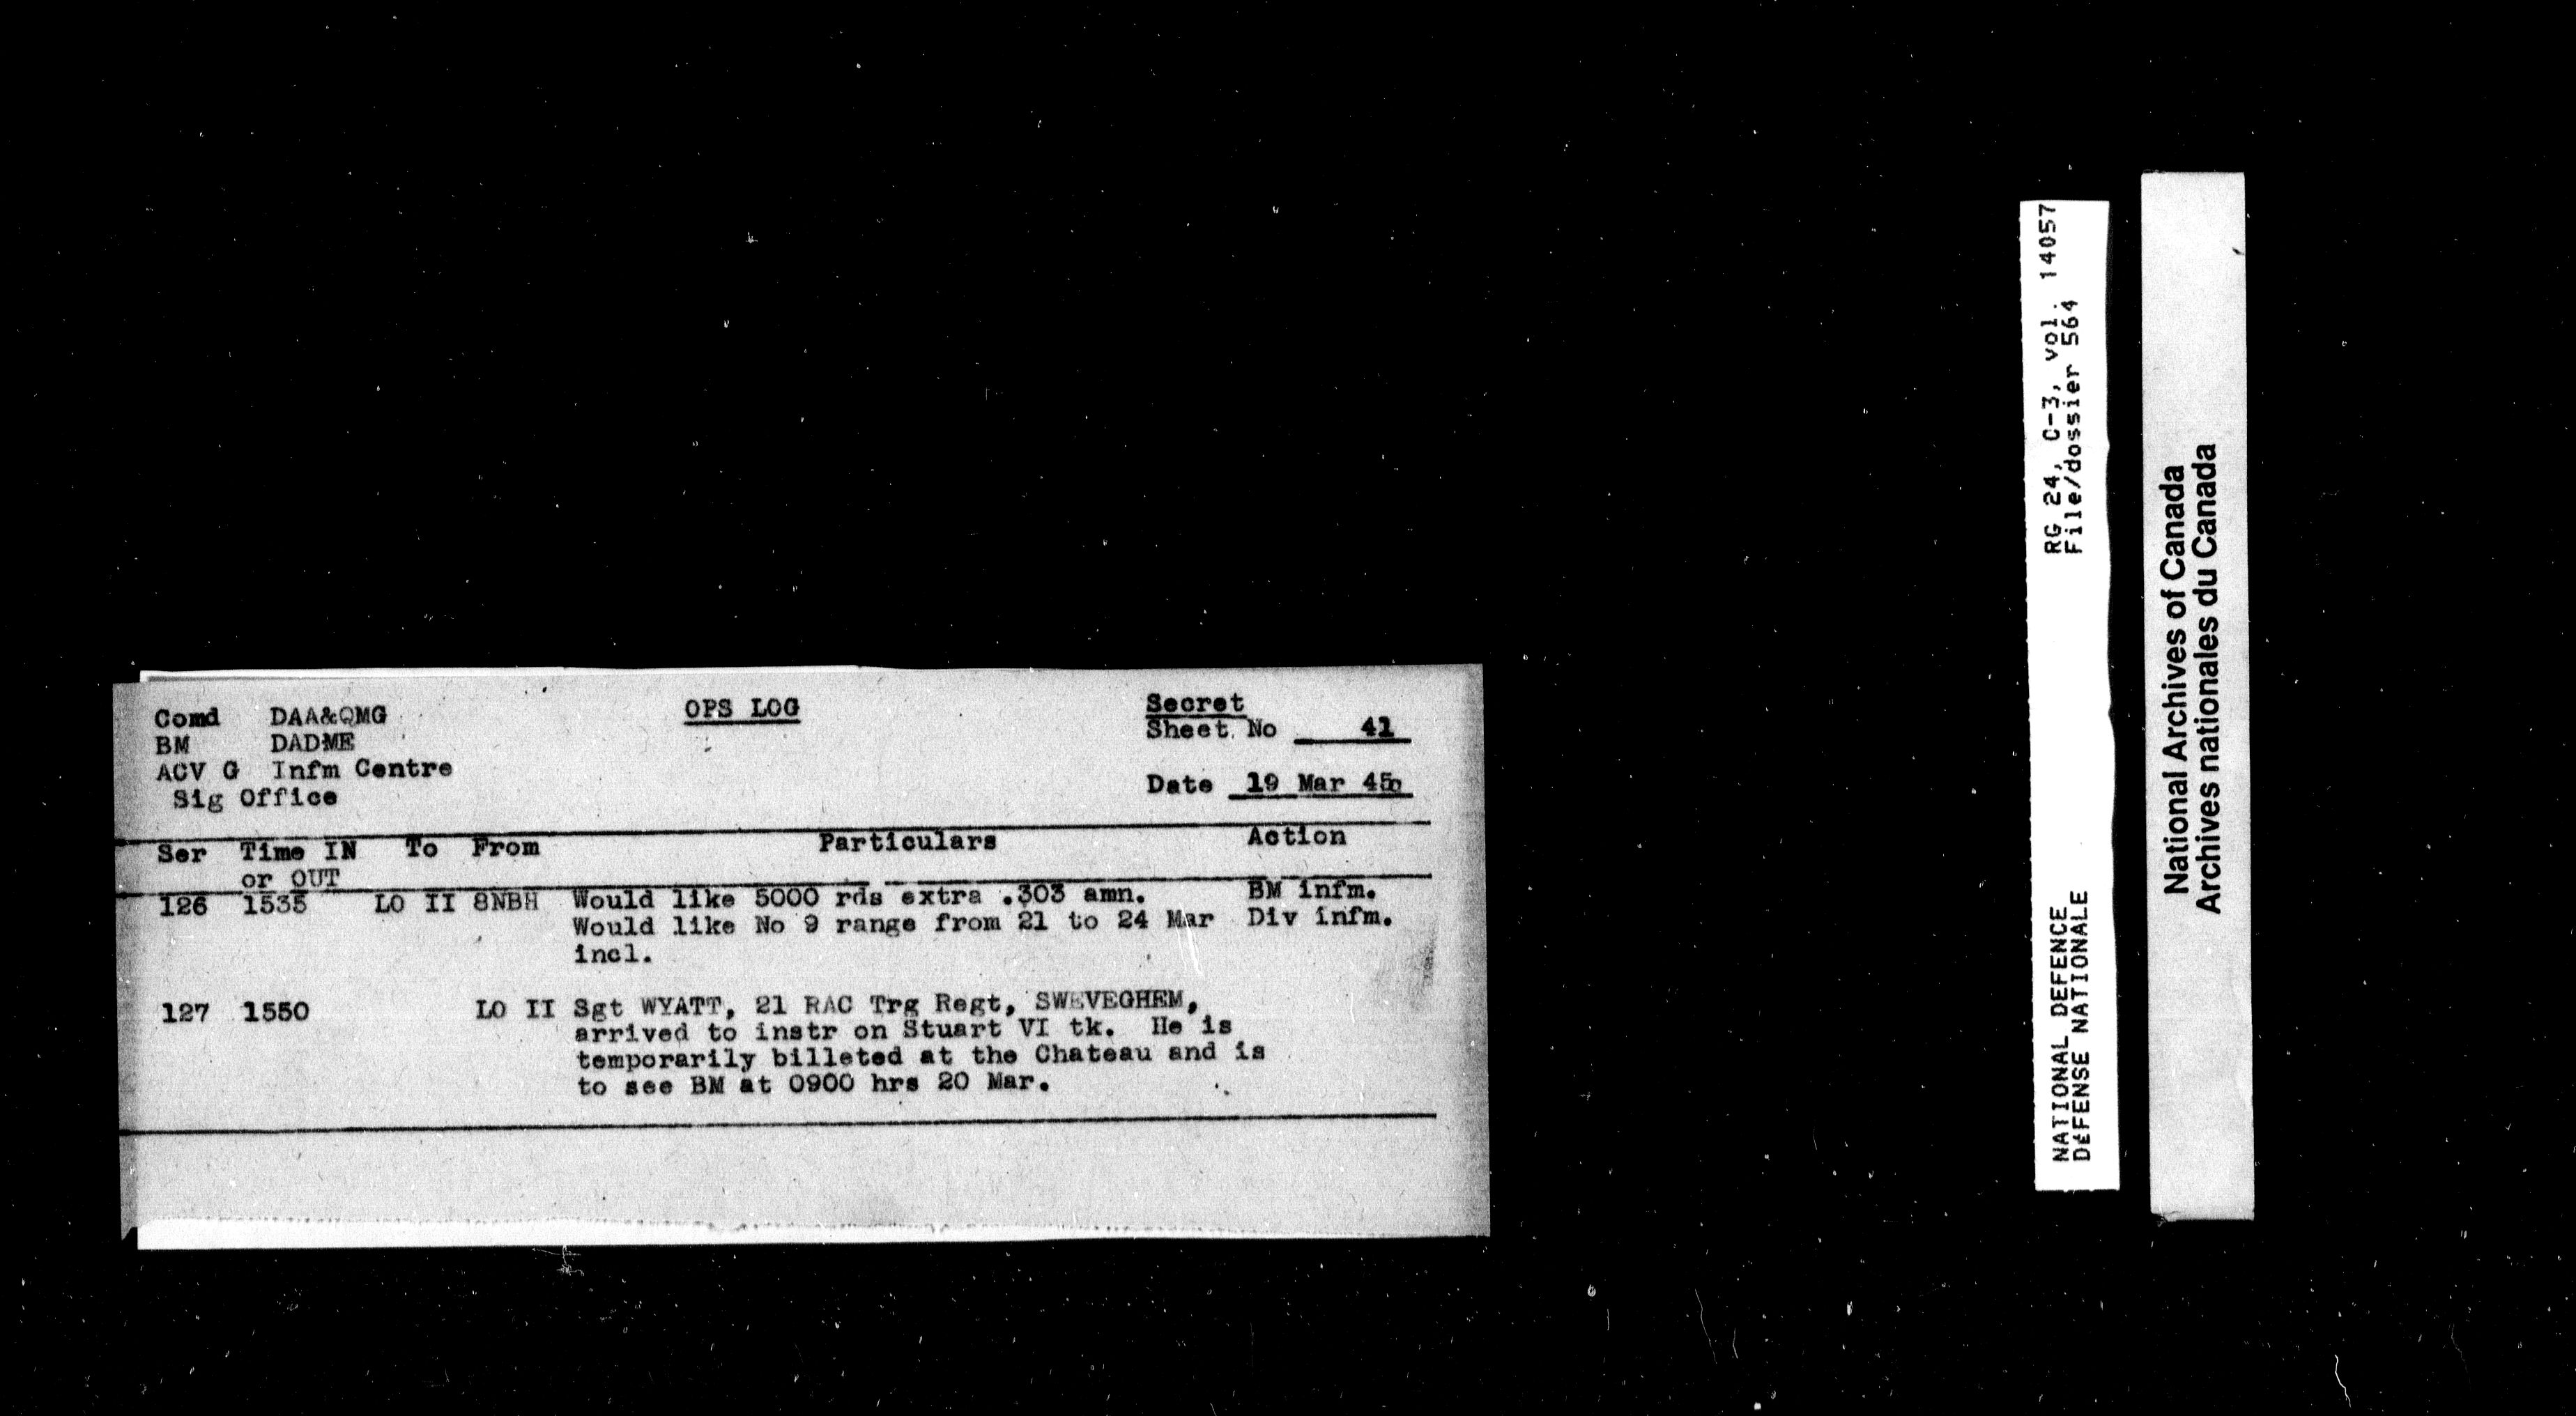 Comd DAA&QMG
BM DADME
ACV G Infm Centre
Sig Office
OPS LOG
Secret
Sheet No 41
Date 19 Mar 45
Ser Time IN or OUT To From Particulars Action
126 1535 LO II 8NBH Would like 5000 rds extra .303 amn. BM infm.
Would like No 9 range from 21 to 24 Mar Div infm.
incl.
127 1550 LO II Sgt WYATT, 21 RAC Trg Regt, SWEVEGHEM,
arrived to instr on Stuart VI tk. He is
temporarily billeted at the Chateau and is
to see BM at 0900 hrs 20 Mar.
NATIONAL DEFENCE RG 24, C-3, vol. 14057
DÉFENSE NATIONALE File/dossier 564
National Archives of Canada
Archives nationales du Canada